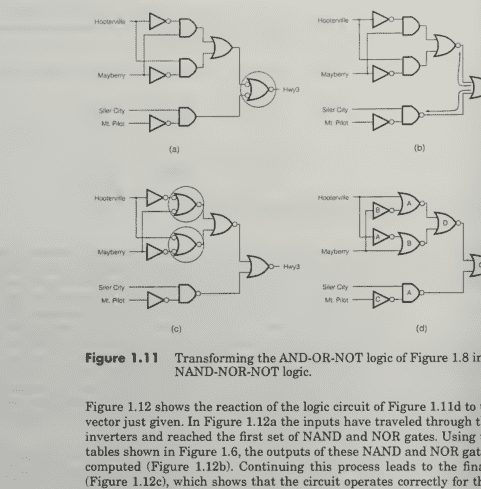 Hooterville
Mayberry
Hwy3
Siler City
Mt. Pilot
(a)
Hooterville
Mayberry
Siler City
Mt. Pilot
(b)
Hooterville
Mayberry
Hwy3
Siler City
Mt. Pilot
(c)
Hooterville
A
B
D
A
B
Mayberry
Siler City
Mt. Pilot
C
A
(d)
Figure 1.11 Transforming the AND-OR-NOT logic of Figure 1.8 in
NAND-NOR-NOT logic.
Figure 1.12 shows the reaction of the logic circuit of Figure 1.11d to
vector just given. In Figure 1.12a the inputs have traveled through
inverters and reached the first set of NAND and NOR gates. Using
tables shown in Figure 1.6, the outputs of these NAND and NOR
computed (Figure 1.12b). Continuing this process leads to the
(Figure 1.12c), which shows that the circuit operates correctly for